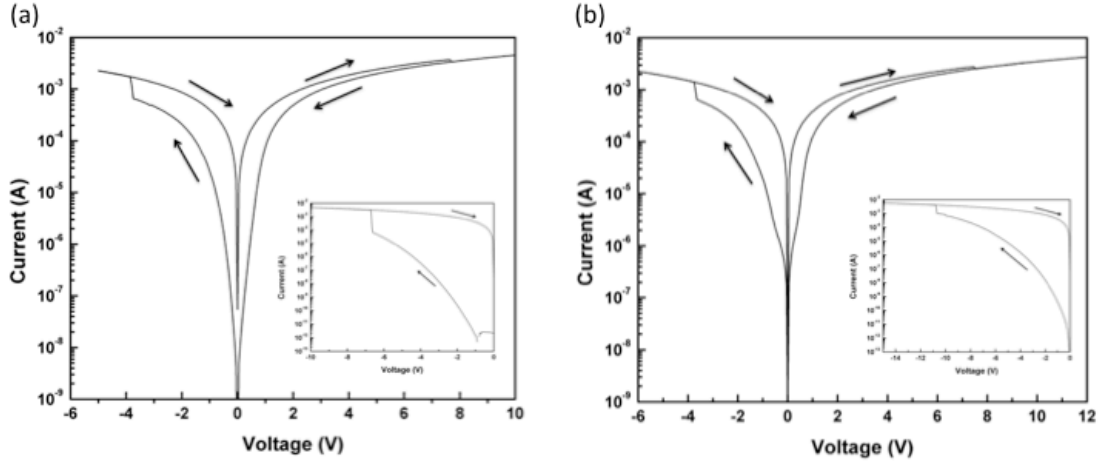 (a)
10⁻²
10⁻³
10⁻⁴
10⁻⁵
10⁻⁶
10⁻⁷
10⁻⁸
10⁻⁹
Current (A)
-6 -4 -2 0 2 4 6 8 10
Voltage (V)
Current (A)
-10 -8 -6 -4 -2 0
Voltage (V)
(b)
10⁻²
10⁻³
10⁻⁴
10⁻⁵
10⁻⁶
10⁻⁷
10⁻⁸
10⁻⁹
Current (A)
-6 -4 -2 0 2 4 6 8 10 12
Voltage (V)
Current (A)
-14 -12 -10 -8 -6 -4 -2 0
Voltage (V)